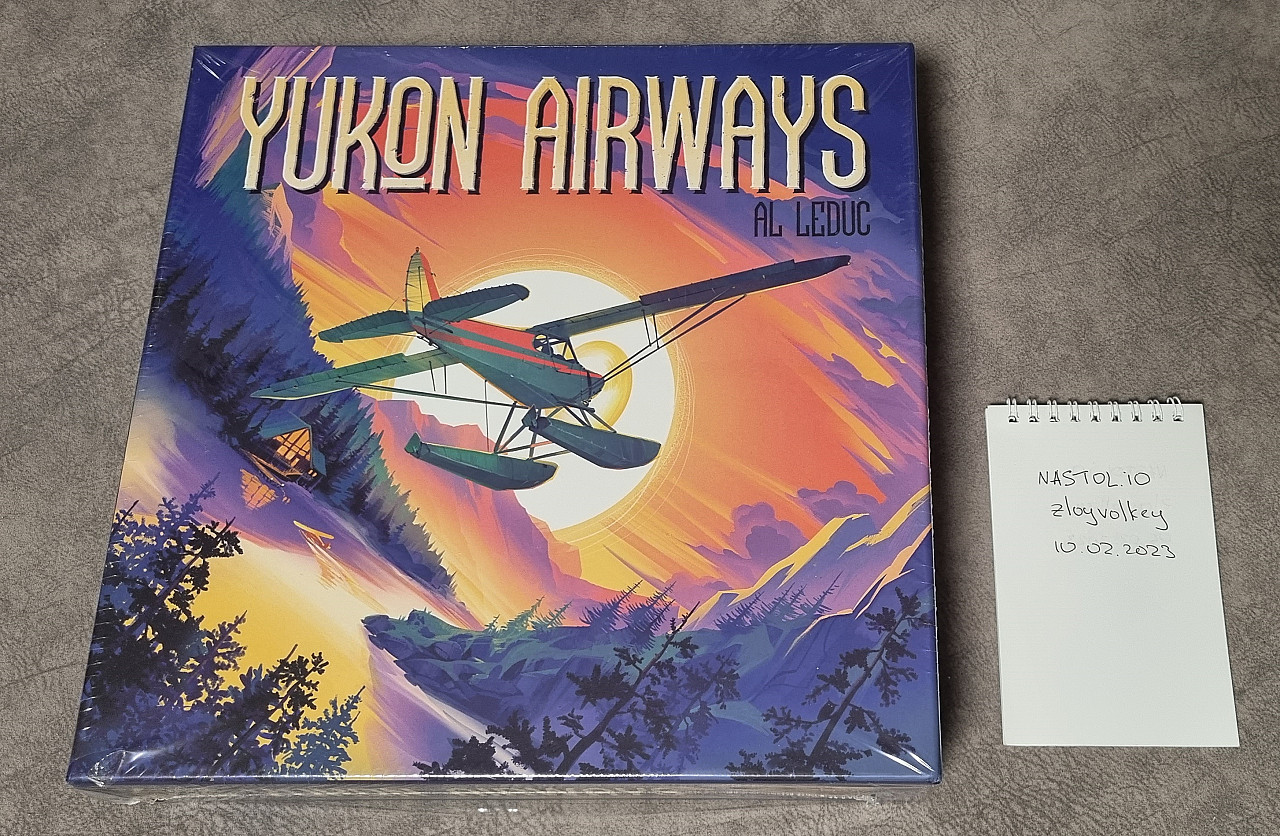 YUKON AIRWAYS
AL LEDUC
NASTOL.iO
zloyvolkey
10.02.2023